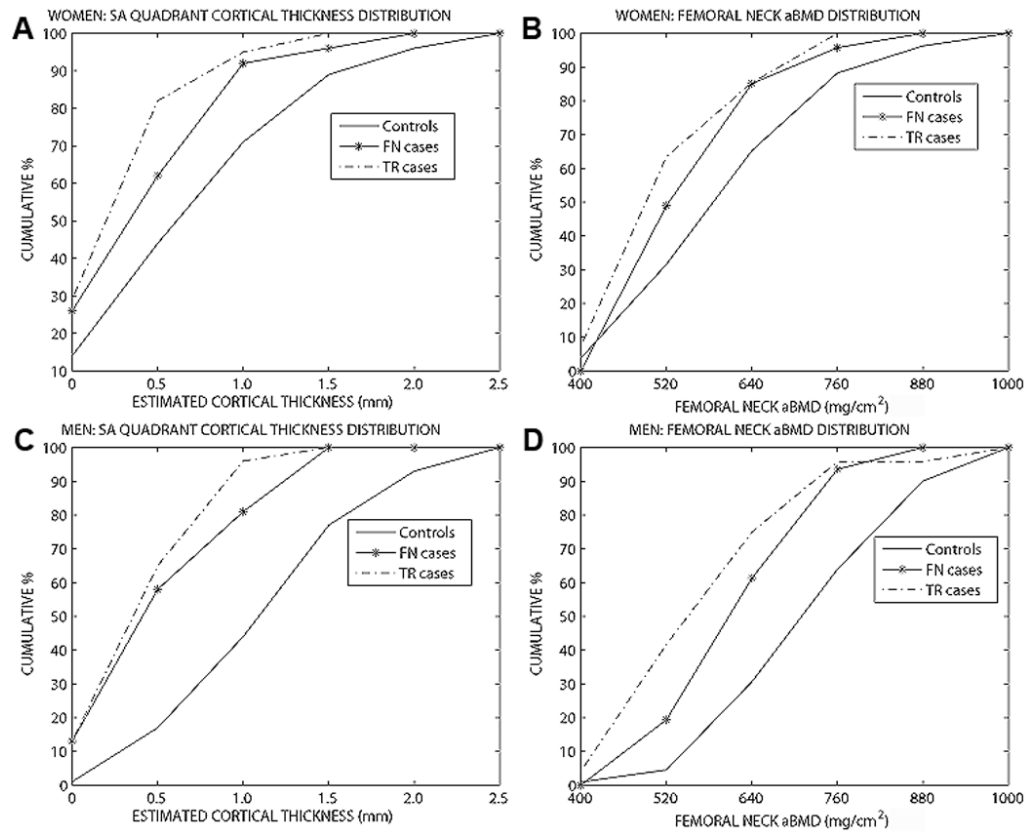 A
WOMEN: SA QUADRANT CORTICAL THICKNESS DISTRIBUTION
100
90
80
70
60
50
40
30
20
10
CUMULATIVE %
Controls
FN cases
TR cases
0 0.5 1.0 1.5 2.0 2.5
ESTIMATED CORTICAL THICKNESS (mm)
B
WOMEN: FEMORAL NECK aBMD DISTRIBUTION
100
90
80
70
60
50
40
30
20
10
0
CUMULATIVE %
Controls
FN cases
TR cases
400 520 640 760 880 1000
FEMORAL NECK aBMD (mg/cm²)
C
MEN: SA QUADRANT CORTICAL THICKNESS DISTRIBUTION
100
90
80
70
60
50
40
30
20
10
0
CUMULATIVE %
Controls
FN cases
TR cases
0 0.5 1.0 1.5 2.0 2.5
ESTIMATED CORTICAL THICKNESS (mm)
D
MEN: FEMORAL NECK aBMD DISTRIBUTION
100
90
80
70
60
50
40
30
20
10
0
CUMULATIVE %
Controls
FN cases
TR cases
400 520 640 760 880 1000
FEMORAL NECK aBMD (mg/cm²)